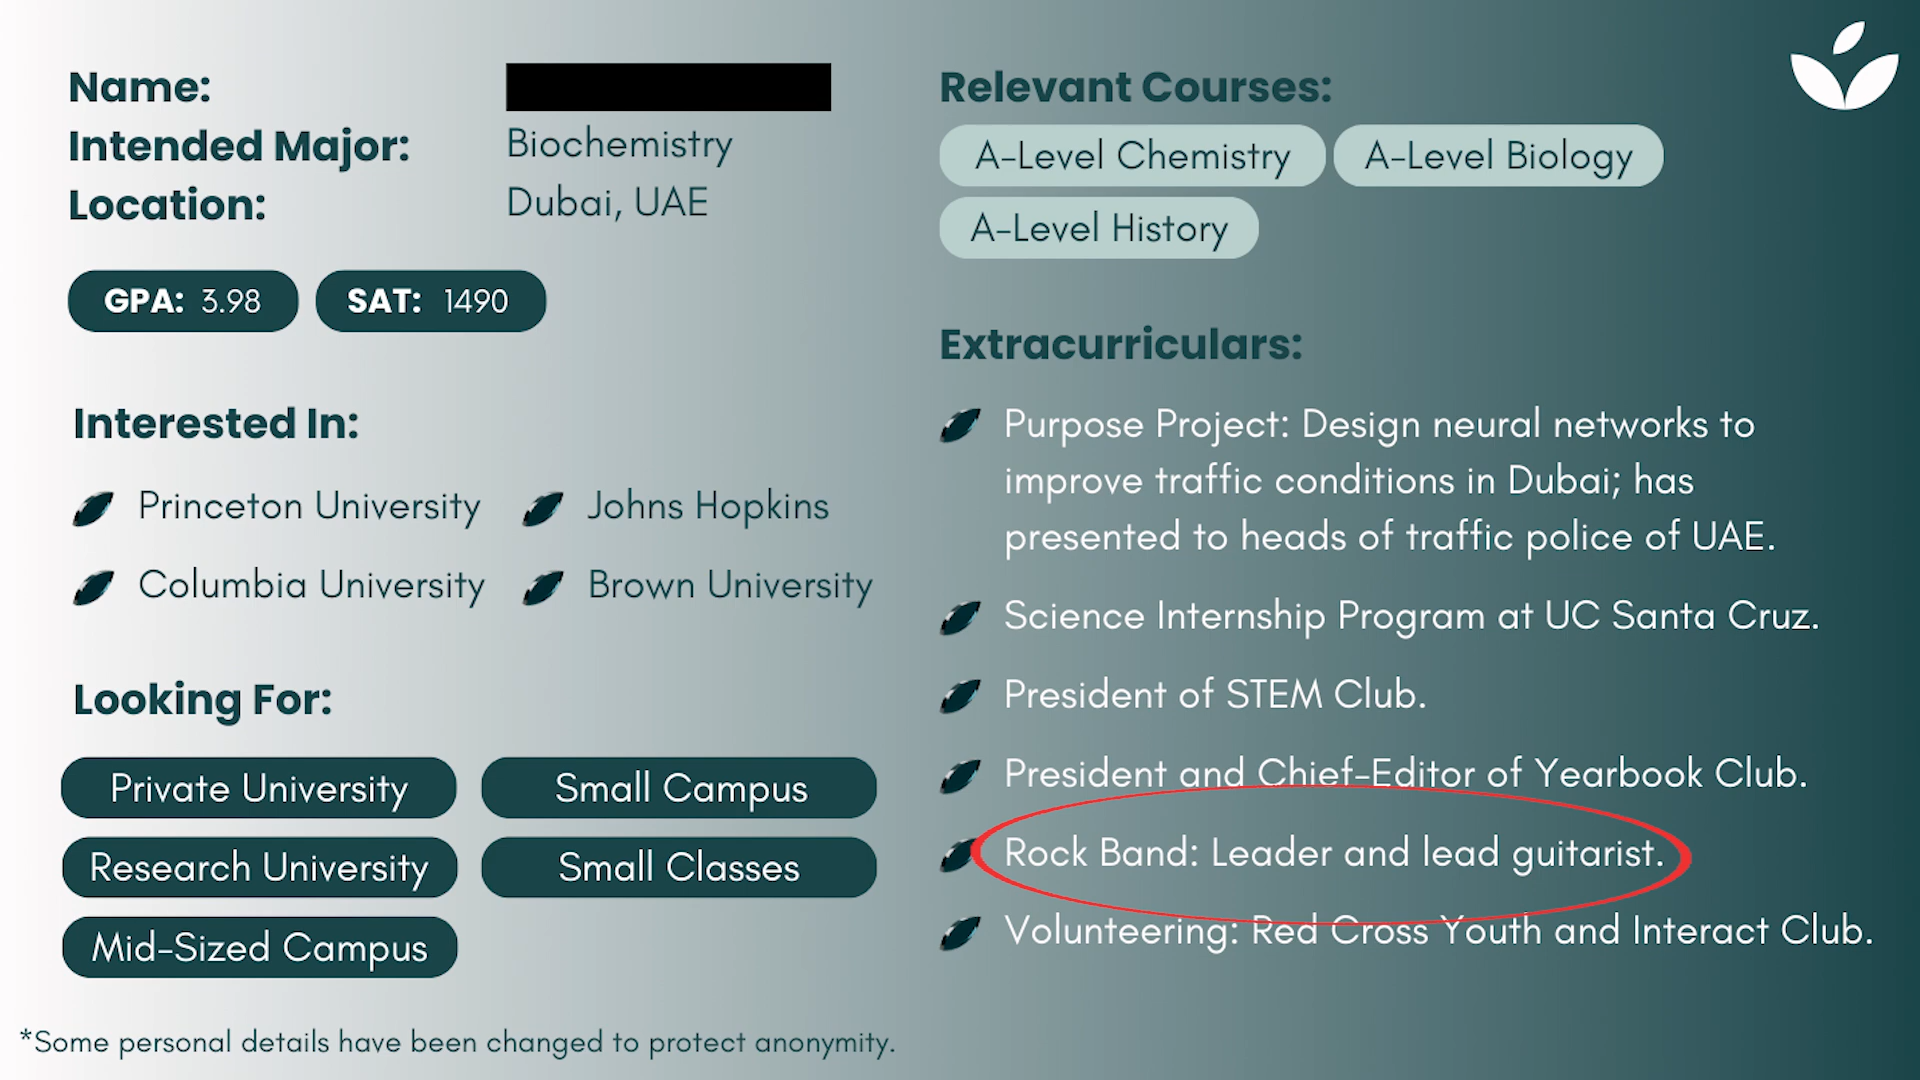 Name:
Intended Major: Biochemistry
Location: Dubai, UAE
GPA: 3.98 SAT: 1490
Interested In:
Princeton University Johns Hopkins
Columbia University Brown University
Looking For:
Private University Small Campus
Research University Small Classes
Mid-Sized Campus
*Some personal details have been changed to protect anonymity.
Relevant Courses:
A-Level Chemistry A-Level Biology
A-Level History
Extracurriculars:
Purpose Project: Design neural networks to
improve traffic conditions in Dubai; has
presented to heads of traffic police of UAE.
Science Internship Program at UC Santa Cruz.
President of STEM Club.
President and Chief-Editor of Yearbook Club.
Rock Band: Leader and lead guitarist.
Volunteering: Red Cross Youth and Interact Club.